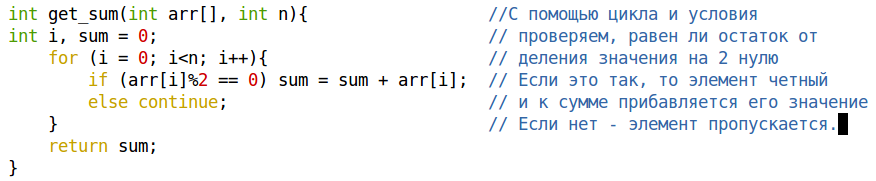 int get_sum(int arr[], int n){                  //С помощью цикла и условия
int i, sum = 0;                                 // проверяем, равен ли остаток от
    for (i = 0; i<n; i++){                      // деления значения на 2 нулю
        if (arr[i]%2 == 0) sum = sum + arr[i];  // Если это так, то элемент четный
        else continue;                          // и к сумме прибавляется его значение
    }                                           // Если нет - элемент пропускается.
    return sum;
}